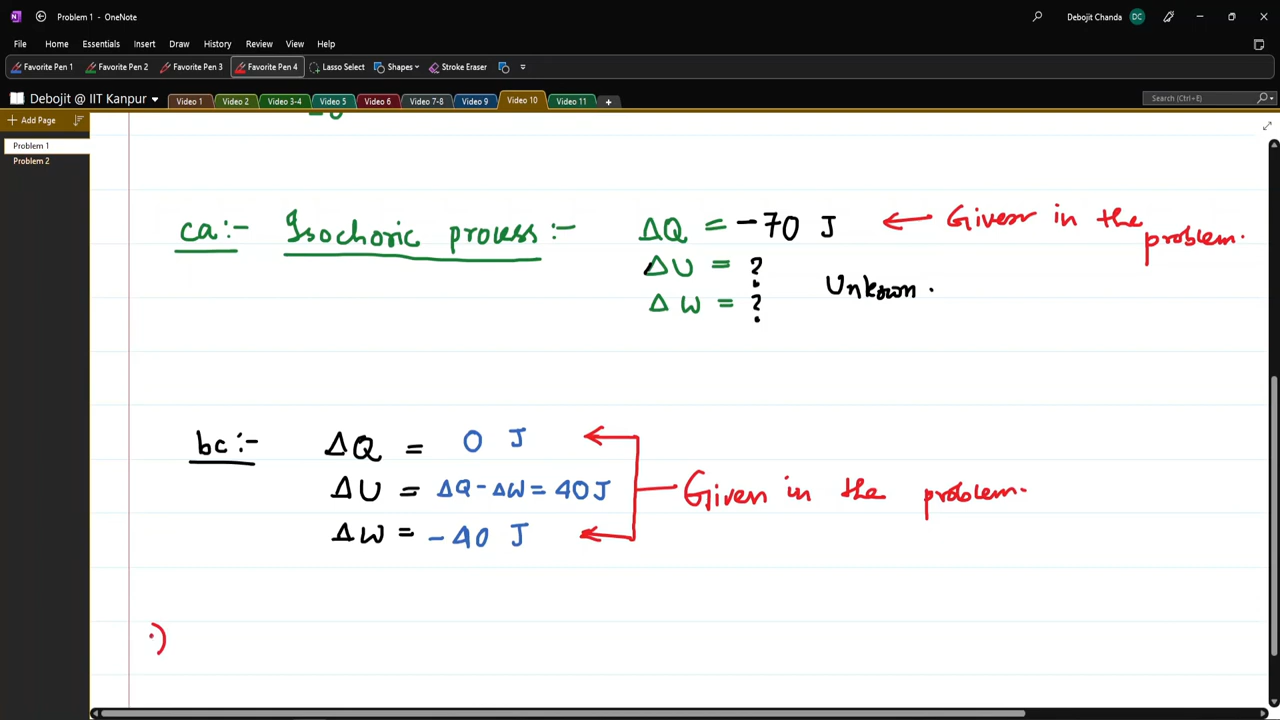 Problem 1 - OneNote
Debojit Chanda DC
File Home Essentials Insert Draw History Review View Help
Favorite Pen 1 Favorite Pen 2 Favorite Pen 3 Favorite Pen 4 Lasso Select Shapes Stroke Eraser
Debojit @ IIT Kanpur Video 1 Video 2 Video 3-4 Video 5 Video 6 Video 7-8 Video 9 Video 10 Video 11 + Search (Ctrl+E)
+ Add Page
Problem 1
Problem 2
ca:- Isochoric process:- ΔQ = -70 J ← Given in the problem.
ΔU = ?
ΔW = ? Unkown.
bc:- ΔQ = 0 J
ΔU = ΔQ - ΔW = 40 J Given in the problem.
ΔW = -40 J